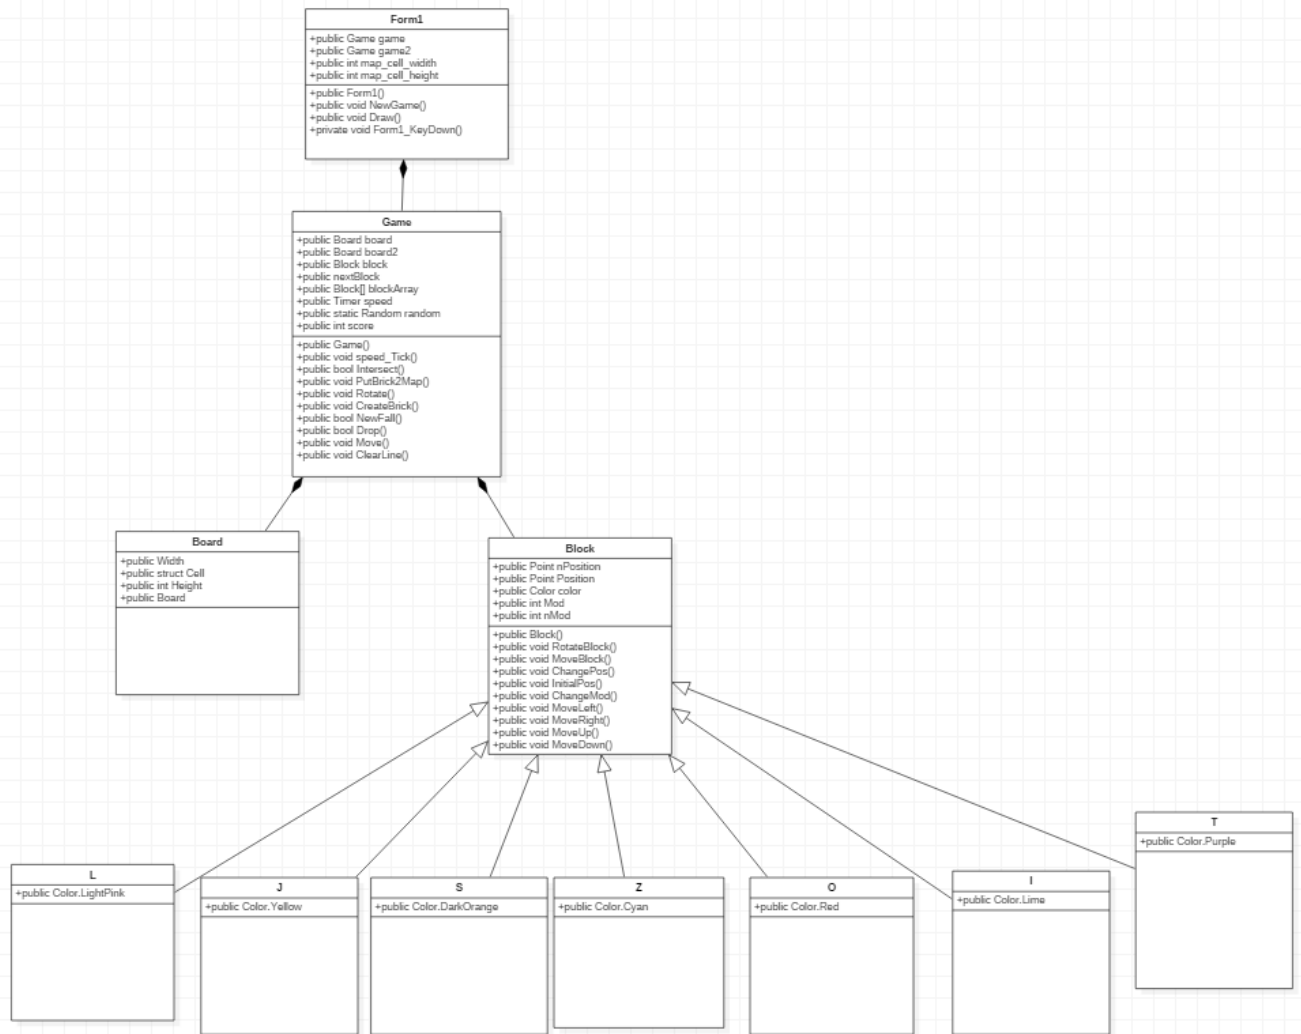 Form1
+public Game game
+public Game game2
+public int map_cell_widith
+public int map_cell_height
+public Form1()
+public void NewGame()
+public void Draw()
+private void Form1_KeyDown()
Game
+public Board board
+public Board board2
+public Block block
+public nextBlock
+public Block[] blockArray
+public Timer speed
+public static Random random
+public int score
+public Game()
+public void speed_Tick()
+public bool Intersect()
+public void PutBrick2Map()
+public void Rotate()
+public void CreateBrick()
+public bool NewFall()
+public bool Drop()
+public void Move()
+public void ClearLine()
Board
+public Width
+public struct Cell
+public int Height
+public Board
Block
+public Point nPosition
+public Point Position
+public Color color
+public int Mod
+public int nMod
+public Block()
+public void RotateBlock()
+public void MoveBlock()
+public void ChangePos()
+public void InitialPos()
+public void ChangeMod()
+public void MoveLeft()
+public void MoveRight()
+public void MoveUp()
+public void MoveDown()
L
+public Color.LightPink
J
+public Color.Yellow
S
+public Color.DarkOrange
Z
+public Color.Cyan
O
+public Color.Red
I
+public Color.Lime
T
+public Color.Purple